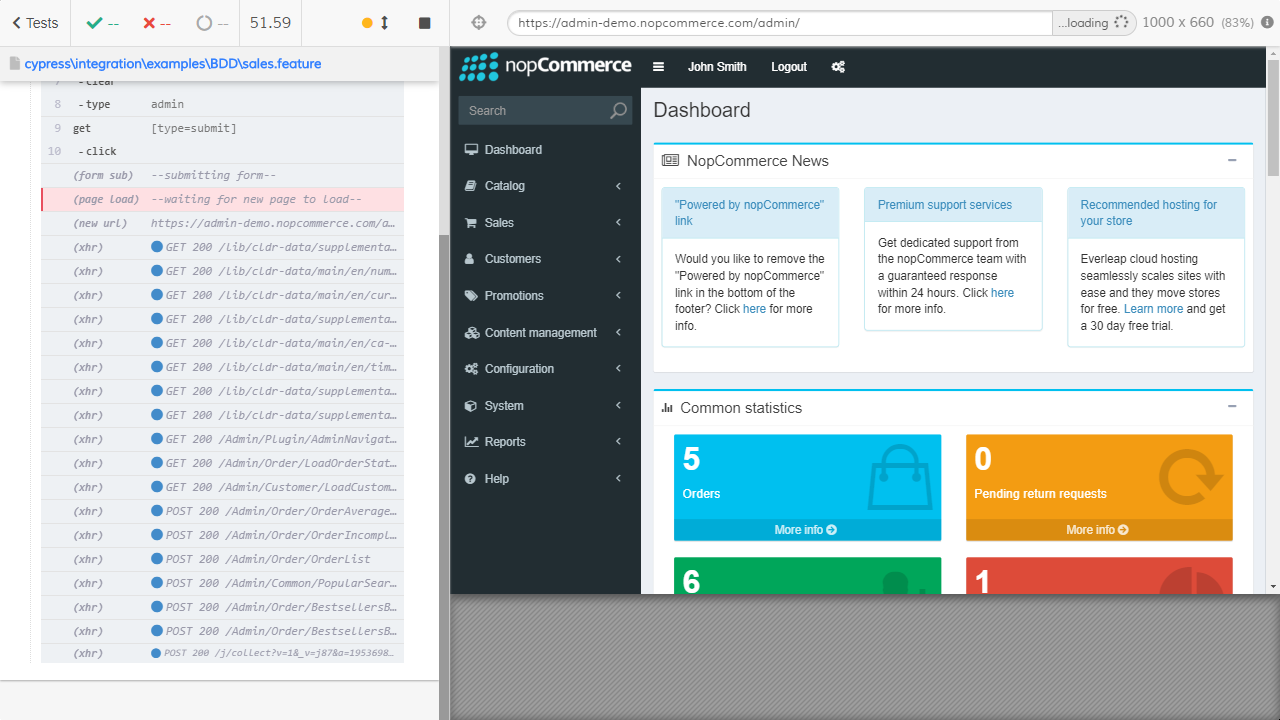 Tests
--
--
--
51.59
https://admin-demo.nopcommerce.com/admin/
...loading
1000 x 660 (83%)
cypress\integration\examples\BDD\sales.feature
7 - clear
8 - type admin
9 get [type=submit]
10 - click
(form sub) --submitting form--
(page load) --waiting for new page to load--
(new url) https://admin-demo.nopcommerce.com/a...
(xhr) GET 200 /lib/cldr-data/supplementa...
(xhr) GET 200 /lib/cldr-data/main/en/num...
(xhr) GET 200 /lib/cldr-data/main/en/cur...
(xhr) GET 200 /lib/cldr-data/supplementa...
(xhr) GET 200 /lib/cldr-data/main/en/ca-...
(xhr) GET 200 /lib/cldr-data/main/en/tim...
(xhr) GET 200 /lib/cldr-data/supplementa...
(xhr) GET 200 /lib/cldr-data/supplementa...
(xhr) GET 200 /Admin/Plugin/AdminNavigat...
(xhr) GET 200 /Admin/Order/LoadOrderStat...
(xhr) GET 200 /Admin/Customer/LoadCustom...
(xhr) POST 200 /Admin/Order/OrderAverage...
(xhr) POST 200 /Admin/Order/OrderIncompl...
(xhr) POST 200 /Admin/Order/OrderList
(xhr) POST 200 /Admin/Common/PopularSear...
(xhr) POST 200 /Admin/Order/BestsellersB...
(xhr) POST 200 /Admin/Order/BestsellersB...
(xhr) POST 200 /j/collect?v=1&_v=j87&a=1953698...
nopCommerce
John Smith
Logout
Search
Dashboard
Catalog
Sales
Customers
Promotions
Content management
Configuration
System
Reports
Help
Dashboard
NopCommerce News
"Powered by nopCommerce"
link
Would you like to remove the
"Powered by nopCommerce"
link in the bottom of the
footer? Click here for more
info.
Premium support services
Get dedicated support from
the nopCommerce team with
a guaranteed response
within 24 hours. Click here
for more info.
Recommended hosting for
your store
Everleap cloud hosting
seamlessly scales sites with
ease and they move stores
for free. Learn more and get
a 30 day free trial.
Common statistics
5
Orders
More info
0
Pending return requests
More info
6
1